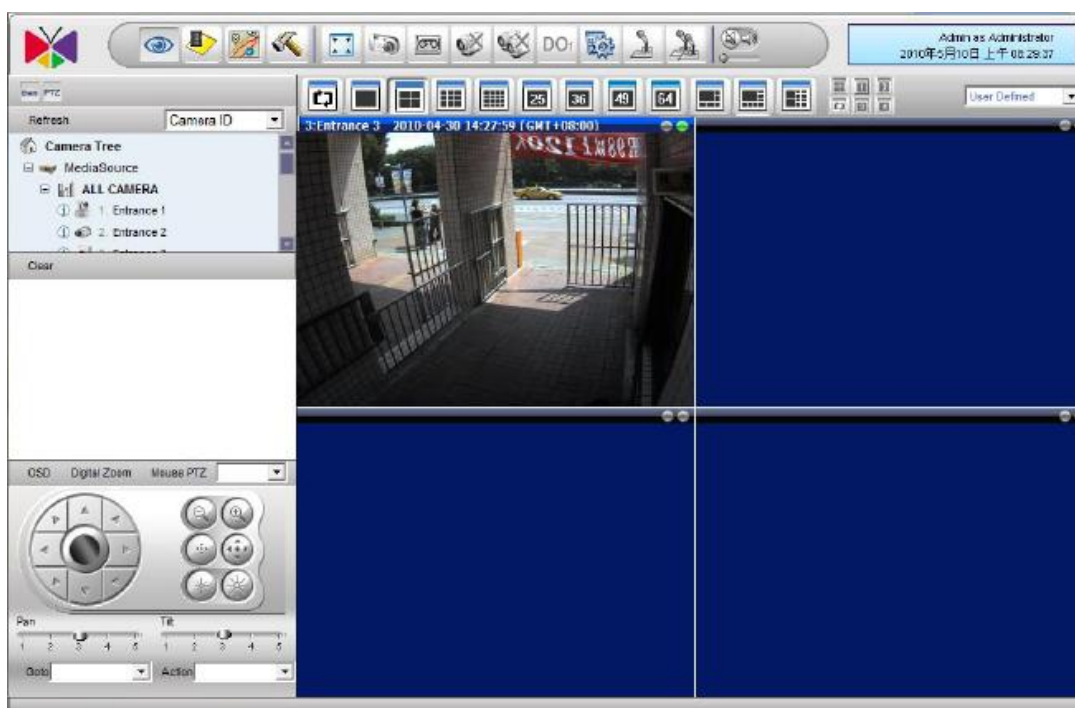 DO1
Admin as Administrator
2010年5月10日 上午 08:29:37
PTZ
25
36
49
64
User Defined
Refresh
Camera ID
3:Entrance 3 2010-04-30 14:27:59 (GMT+08:00)
Camera Tree
MediaSource
ALL CAMERA
1. Entrance 1
2. Entrance 2
Clear
OSD Digital Zoom Mouse PTZ
Pan Tilt
1 2 3 4 5 1 2 3 4 5
Goto Action